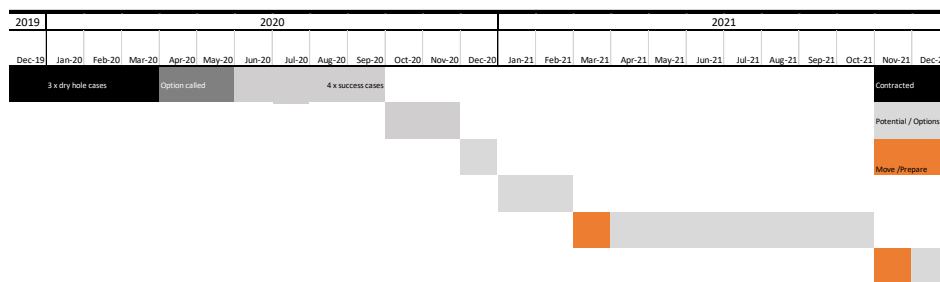 2019 2020 2021
Dec-19 Jan-20 Feb-20 Mar-20 Apr-20 May-20 Jun-20 Jul-20 Aug-20 Sep-20 Oct-20 Nov-20 Dec-20 Jan-21 Feb-21 Mar-21 Apr-21 May-21 Jun-21 Jul-21 Aug-21 Sep-21 Oct-21 Nov-21 Dec-2
3 x dry hole cases Option called 4 x success cases Contracted
Potential / Options
Move /Prepare